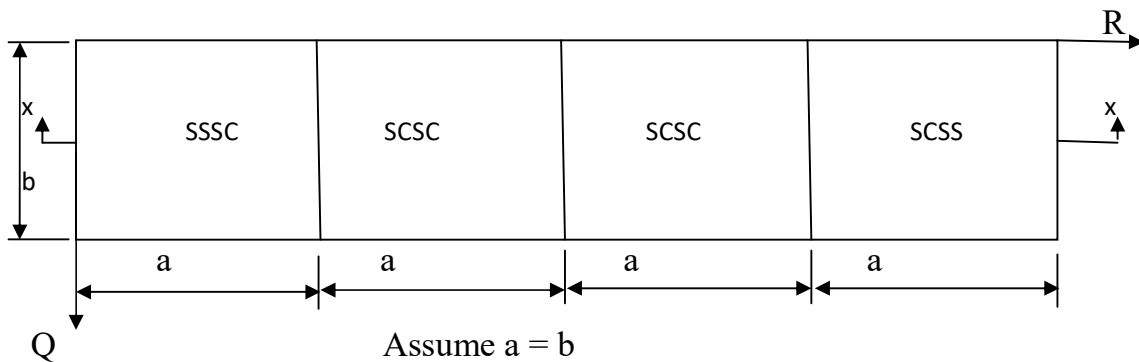 R
x x
SSSC SCSC SCSC SCSS
b
a a a a
Q Assume a = b